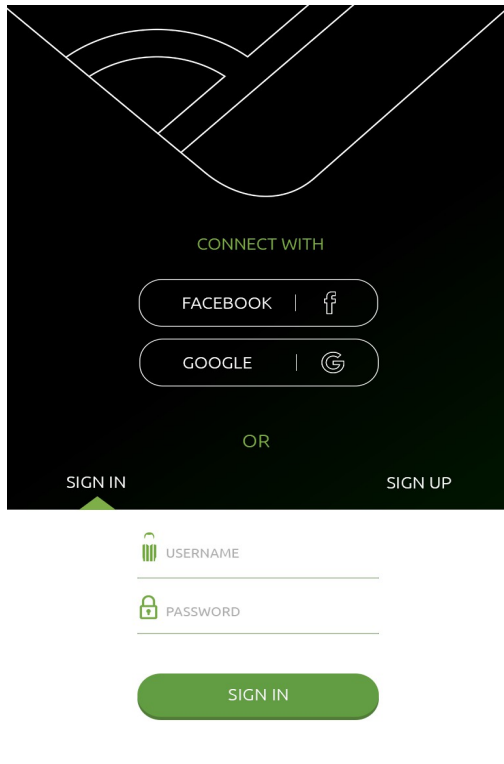 CONNECT WITH
FACEBOOK
GOOGLE
OR
SIGN IN SIGN UP
USERNAME
PASSWORD
SIGN IN